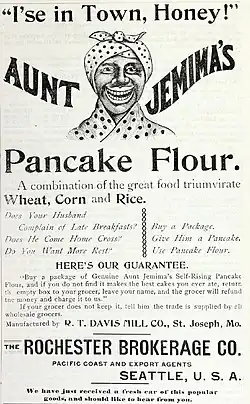 "I'se in Town, Honey!"
AUNT JEMIMA'S
Pancake Flour.
A combination of the great food triumvirate
Wheat, Corn and Rice.
Does Your Husband
Complain of Late Breakfasts?
Does He Come Home Cross?
Do You Want More Rest?
Buy a Package.
Give Him a Pancake.
Use Pancake Flour.
HERE'S OUR GUARANTEE.
"Buy a package of Genuine Aunt Jemima's Self-Rising Pancake
Flour, and if you do not find it makes the best cakes you ever ate, return
the empty box to your grocer, leave your name, and the grocer will refund
the money and charge it to us."
If your grocer does not keep it, tell him the trade is supplied by all
wholesale grocers.
Manufactured by R. T. DAVIS MILL CO., St. Joseph, Mo.
THE ROCHESTER BROKERAGE CO.
PACIFIC COAST AND EXPORT AGENTS
SEATTLE, U. S. A.
We have just received a fresh car of this popular
goods, and should like to hear from you.